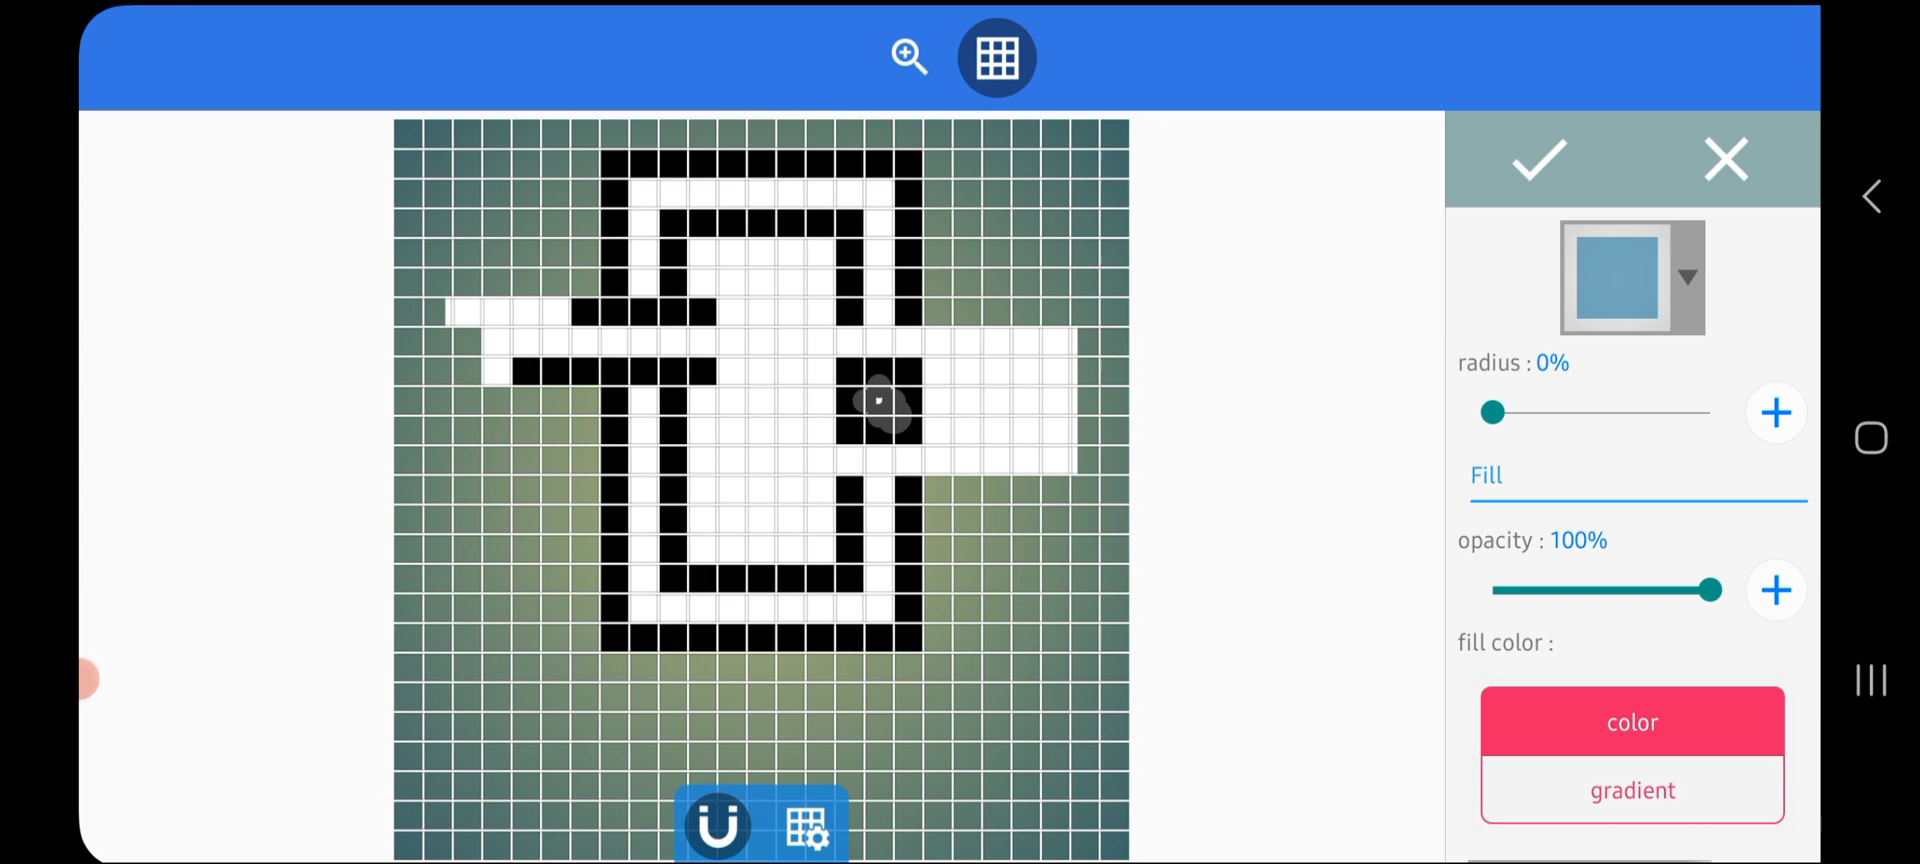 radius : 0%
Fill
opacity : 100%
fill color :
color
gradient